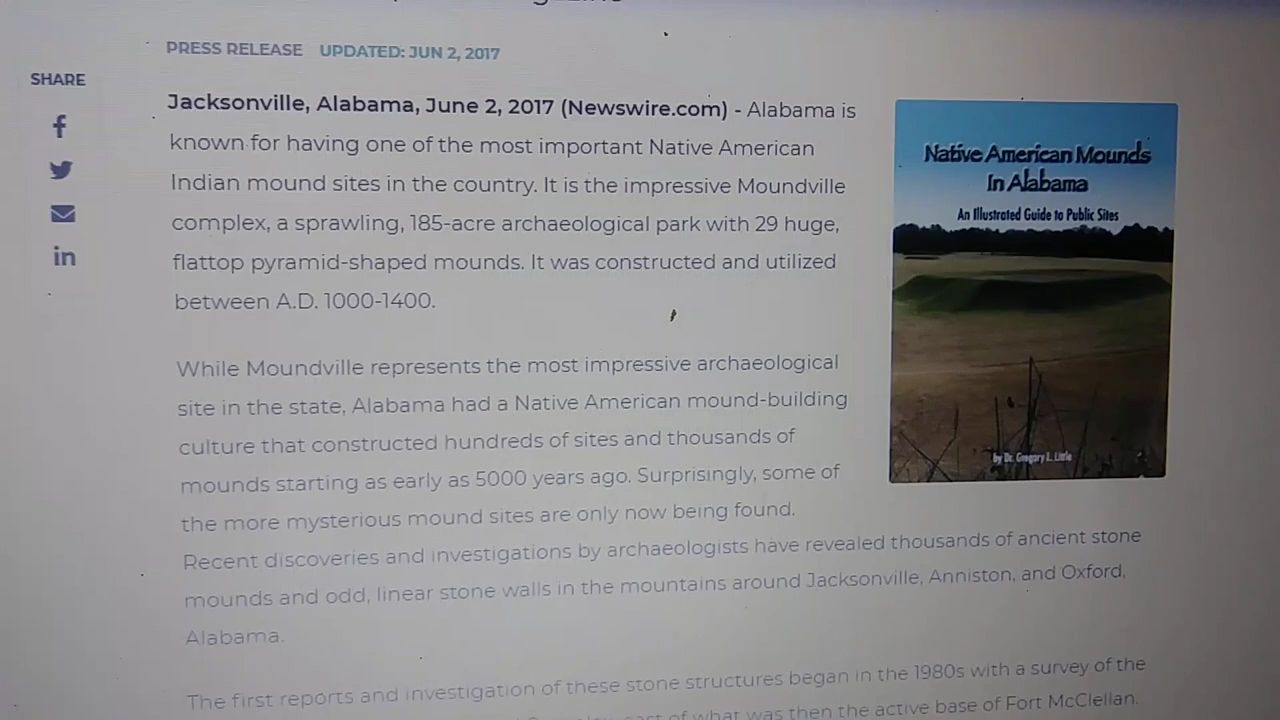 PRESS RELEASE UPDATED: JUN 2, 2017
SHARE
Jacksonville, Alabama, June 2, 2017 (Newswire.com) - Alabama is
known for having one of the most important Native American
Indian mound sites in the country. It is the impressive Moundville
complex, a sprawling, 185-acre archaeological park with 29 huge,
flattop pyramid-shaped mounds. It was constructed and utilized
between A.D. 1000-1400.
Native American Mounds
In Alabama
An Illustrated Guide to Public Sites
by Dr. Gregory L. Little
While Moundville represents the most impressive archaeological
site in the state, Alabama had a Native American mound-building
culture that constructed hundreds of sites and thousands of
mounds starting as early as 5000 years ago. Surprisingly, some of
the more mysterious mound sites are only now being found.
Recent discoveries and investigations by archaeologists have revealed thousands of ancient stone
mounds and odd, linear stone walls in the mountains around Jacksonville, Anniston, and Oxford,
Alabama.
The first reports and investigation of these stone structures began in the 1980s with a survey of the
part of what was then the active base of Fort McClellan.